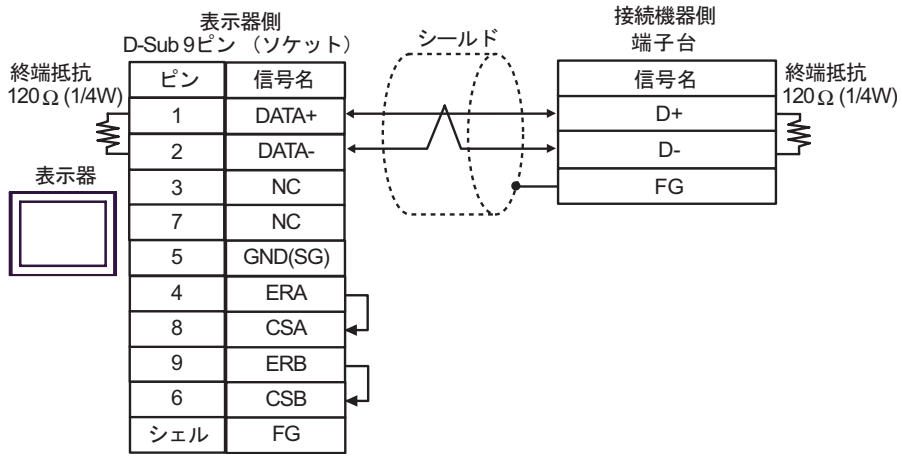 表示器側
D-Sub 9ピン （ソケット）
シールド
接続機器側
端子台
終端抵抗
120Ω (1/4W)
ピン 信号名
1 DATA+
2 DATA-
3 NC
7 NC
5 GND(SG)
4 ERA
8 CSA
9 ERB
6 CSB
シェル FG
表示器
信号名
D+
D-
FG
終端抵抗
120Ω (1/4W)